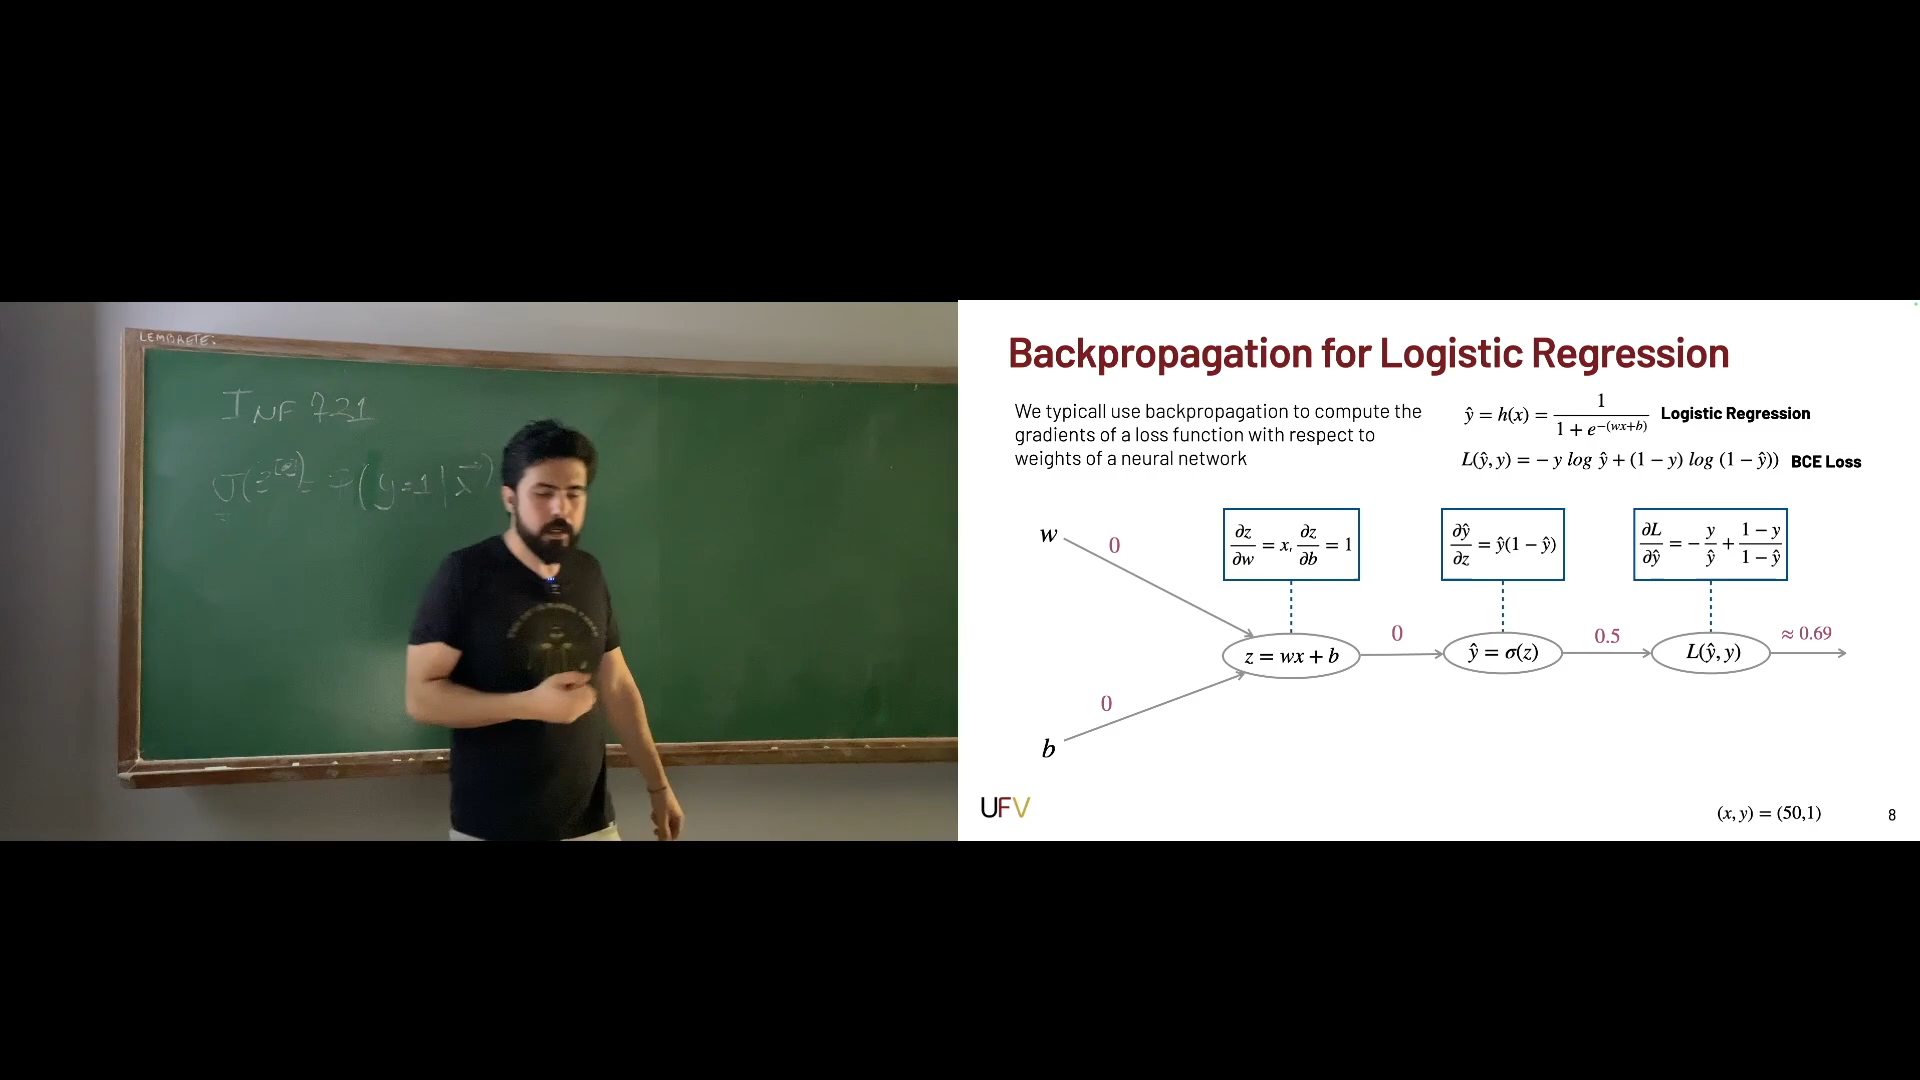 LEMBRETE:
INF 721
P(y=1|x⃗)
Backpropagation for Logistic Regression
We typicall use backpropagation to compute the
gradients of a loss function with respect to
weights of a neural network
ŷ = h(x) = 1 / (1 + e^−(wx+b)) Logistic Regression
L(ŷ, y) = − y log ŷ + (1 − y) log (1 − ŷ)) BCE Loss
∂z/∂w = x, ∂z/∂b = 1
∂ŷ/∂z = ŷ(1 − ŷ)
∂L/∂ŷ = − y/ŷ + (1 − y)/(1 − ŷ)
w
0
z = wx + b
0
ŷ = σ(z)
0.5
L(ŷ, y)
≈ 0.69
0
b
UFV
(x, y) = (50,1)
8